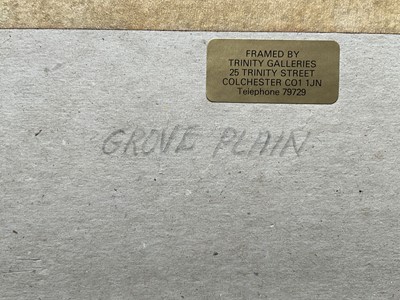 FRAMED BY
TRINITY GALLERIES
25 TRINITY STREET
COLCHESTER CO1 1JN
Telephone 79729
GROVE PLAIN